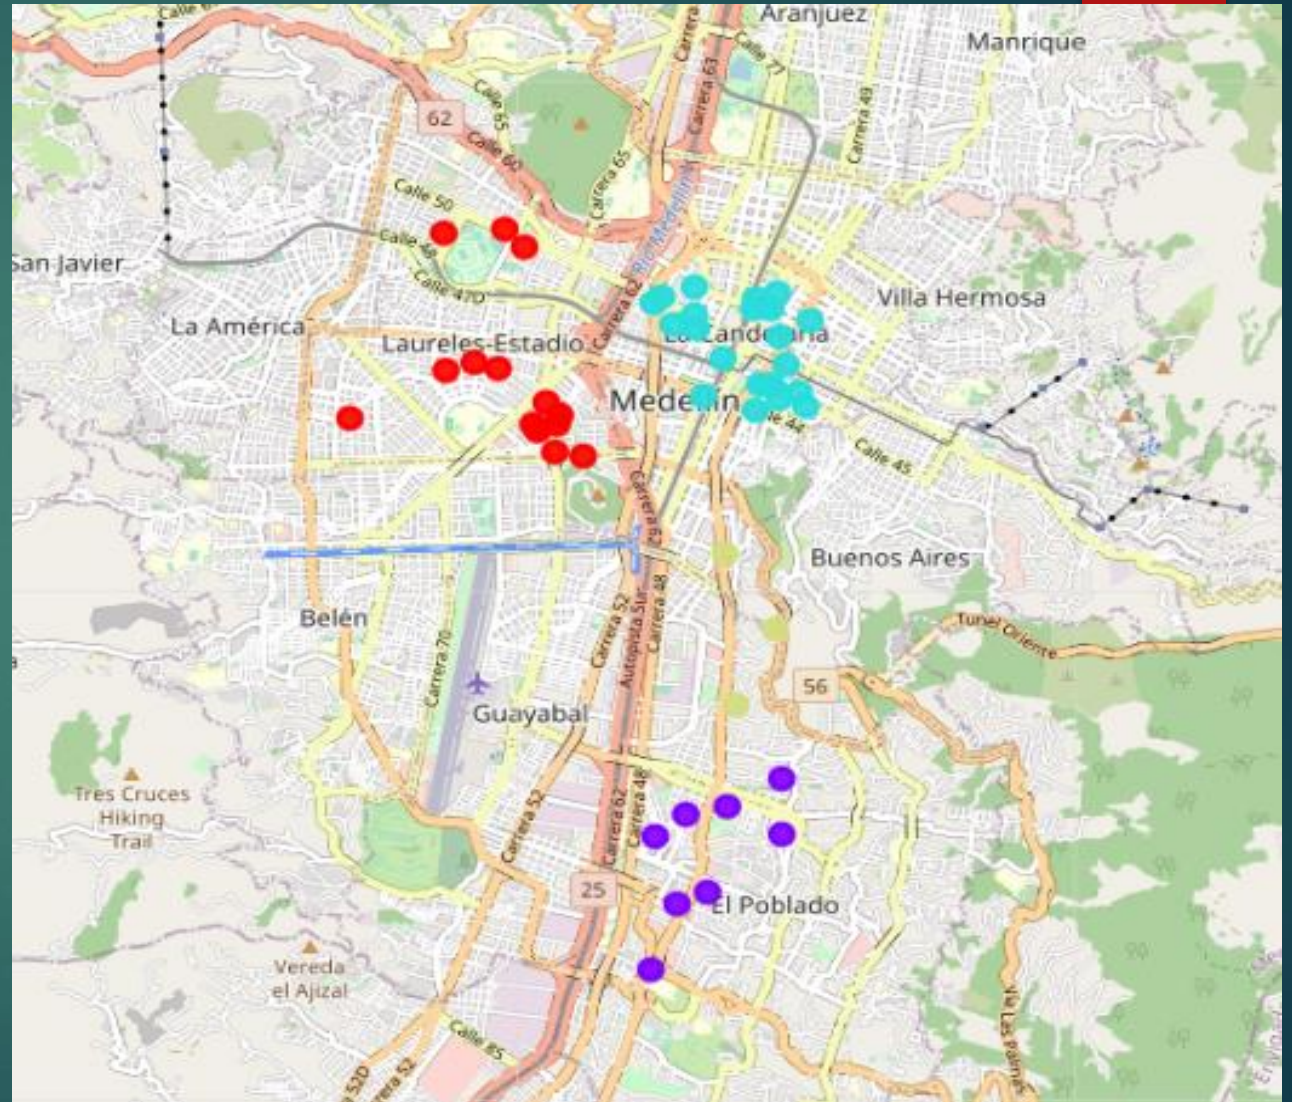 Aranjuez
Manrique
Carrera
Calle 77
Carrera 63
Carrera 49
Calle 65
62
Calle 60
Carrera 65
Calle 50
Río Medellín
Calle 48
San Javier
Calle 47D
Carrera 62
Villa Hermosa
La América
Laureles-Estadio
Calle 45
Buenos Aires
Carrera 48
Carrera 52
Belén
Túnel Oriente
Autopista Sur
Carrera 70
56
Guayabal
Tres Cruces
Hiking
Trail
Carrera 62
Carrera 48
Carrera 52
25
El Poblado
Vereda
el Ajizal
Vía Las Palmas
Calle 85
52D